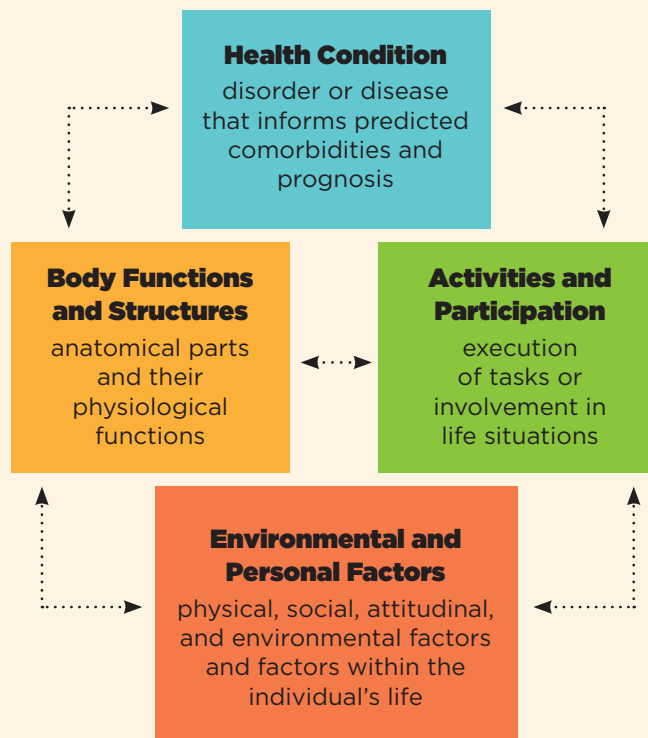 Health Condition
disorder or disease
that informs predicted
comorbidities and
prognosis
Body Functions
and Structures
anatomical parts
and their
physiological
functions
Activities and
Participation
execution
of tasks or
involvement in
life situations
Environmental and
Personal Factors
physical, social, attitudinal,
and environmental factors
and factors within the
individual’s life